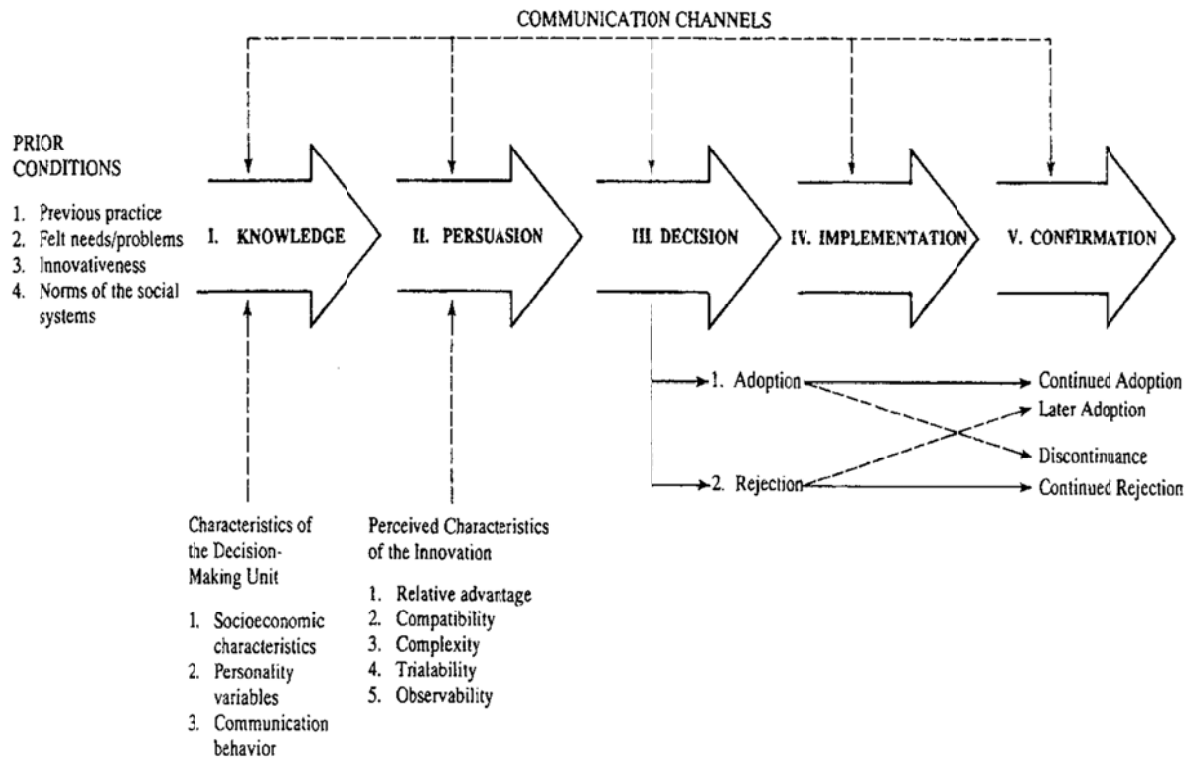 COMMUNICATION CHANNELS
PRIOR
CONDITIONS
1. Previous practice
2. Felt needs/problems
3. Innovativeness
4. Norms of the social
systems
I. KNOWLEDGE
II. PERSUASION
III. DECISION
IV. IMPLEMENTATION
V. CONFIRMATION
1. Adoption
2. Rejection
Continued Adoption
Later Adoption
Discontinuance
Continued Rejection
Characteristics of
the Decision-
Making Unit
1. Socioeconomic
characteristics
2. Personality
variables
3. Communication
behavior
Perceived Characteristics
of the Innovation
1. Relative advantage
2. Compatibility
3. Complexity
4. Trialability
5. Observability